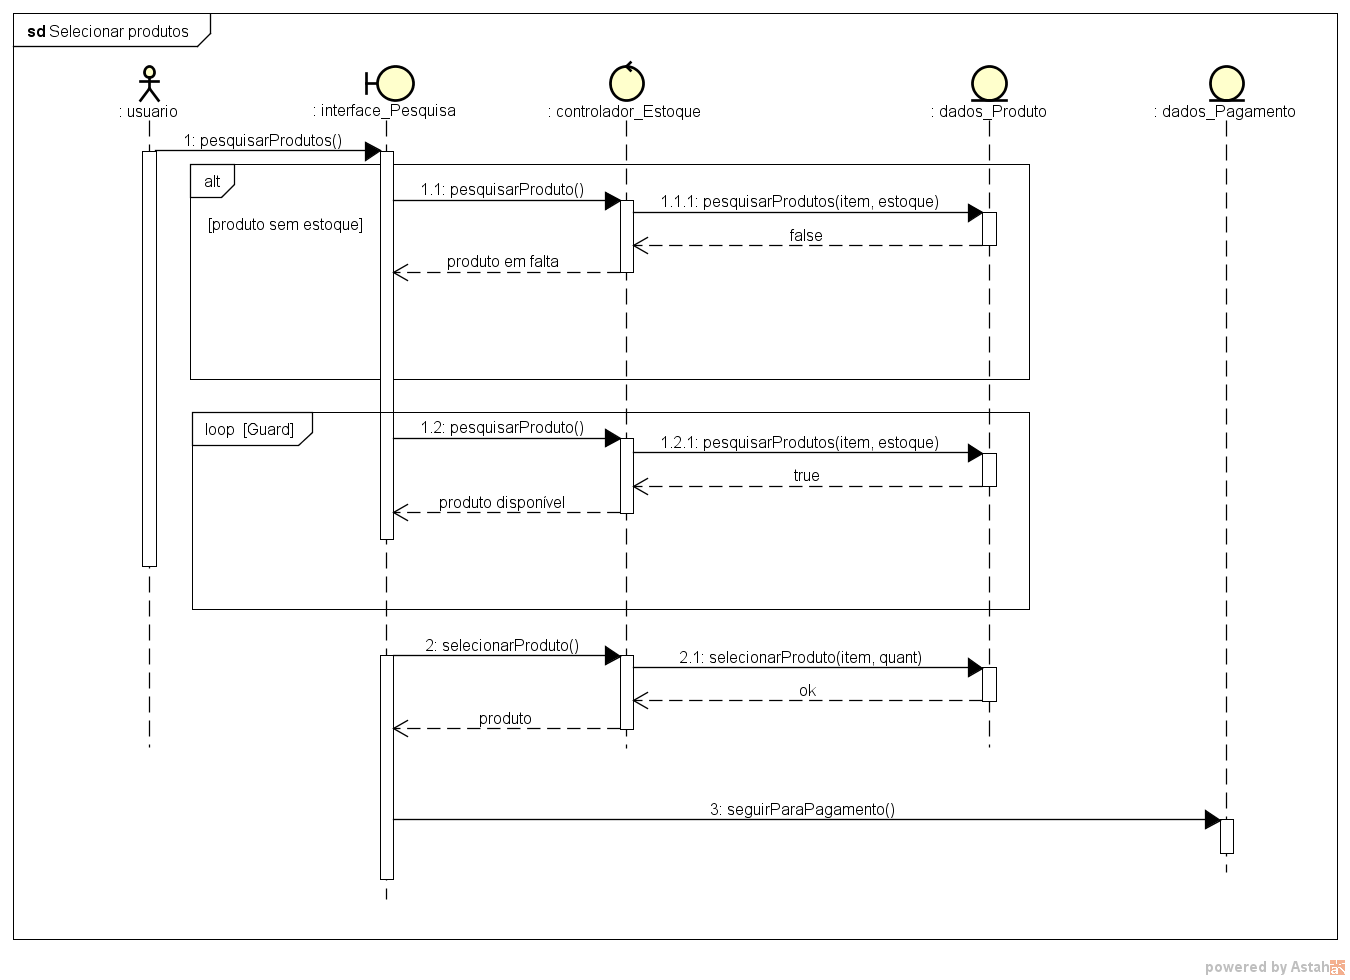 sd Selecionar produtos
: usuario
: interface_Pesquisa
: controlador_Estoque
: dados_Produto
: dados_Pagamento
1: pesquisarProdutos()
alt
[produto sem estoque]
1.1: pesquisarProduto()
1.1.1: pesquisarProdutos(item, estoque)
false
produto em falta
loop [Guard]
1.2: pesquisarProduto()
1.2.1: pesquisarProdutos(item, estoque)
true
produto disponível
2: selecionarProduto()
2.1: selecionarProduto(item, quant)
ok
produto
3: seguirParaPagamento()
powered by Astah